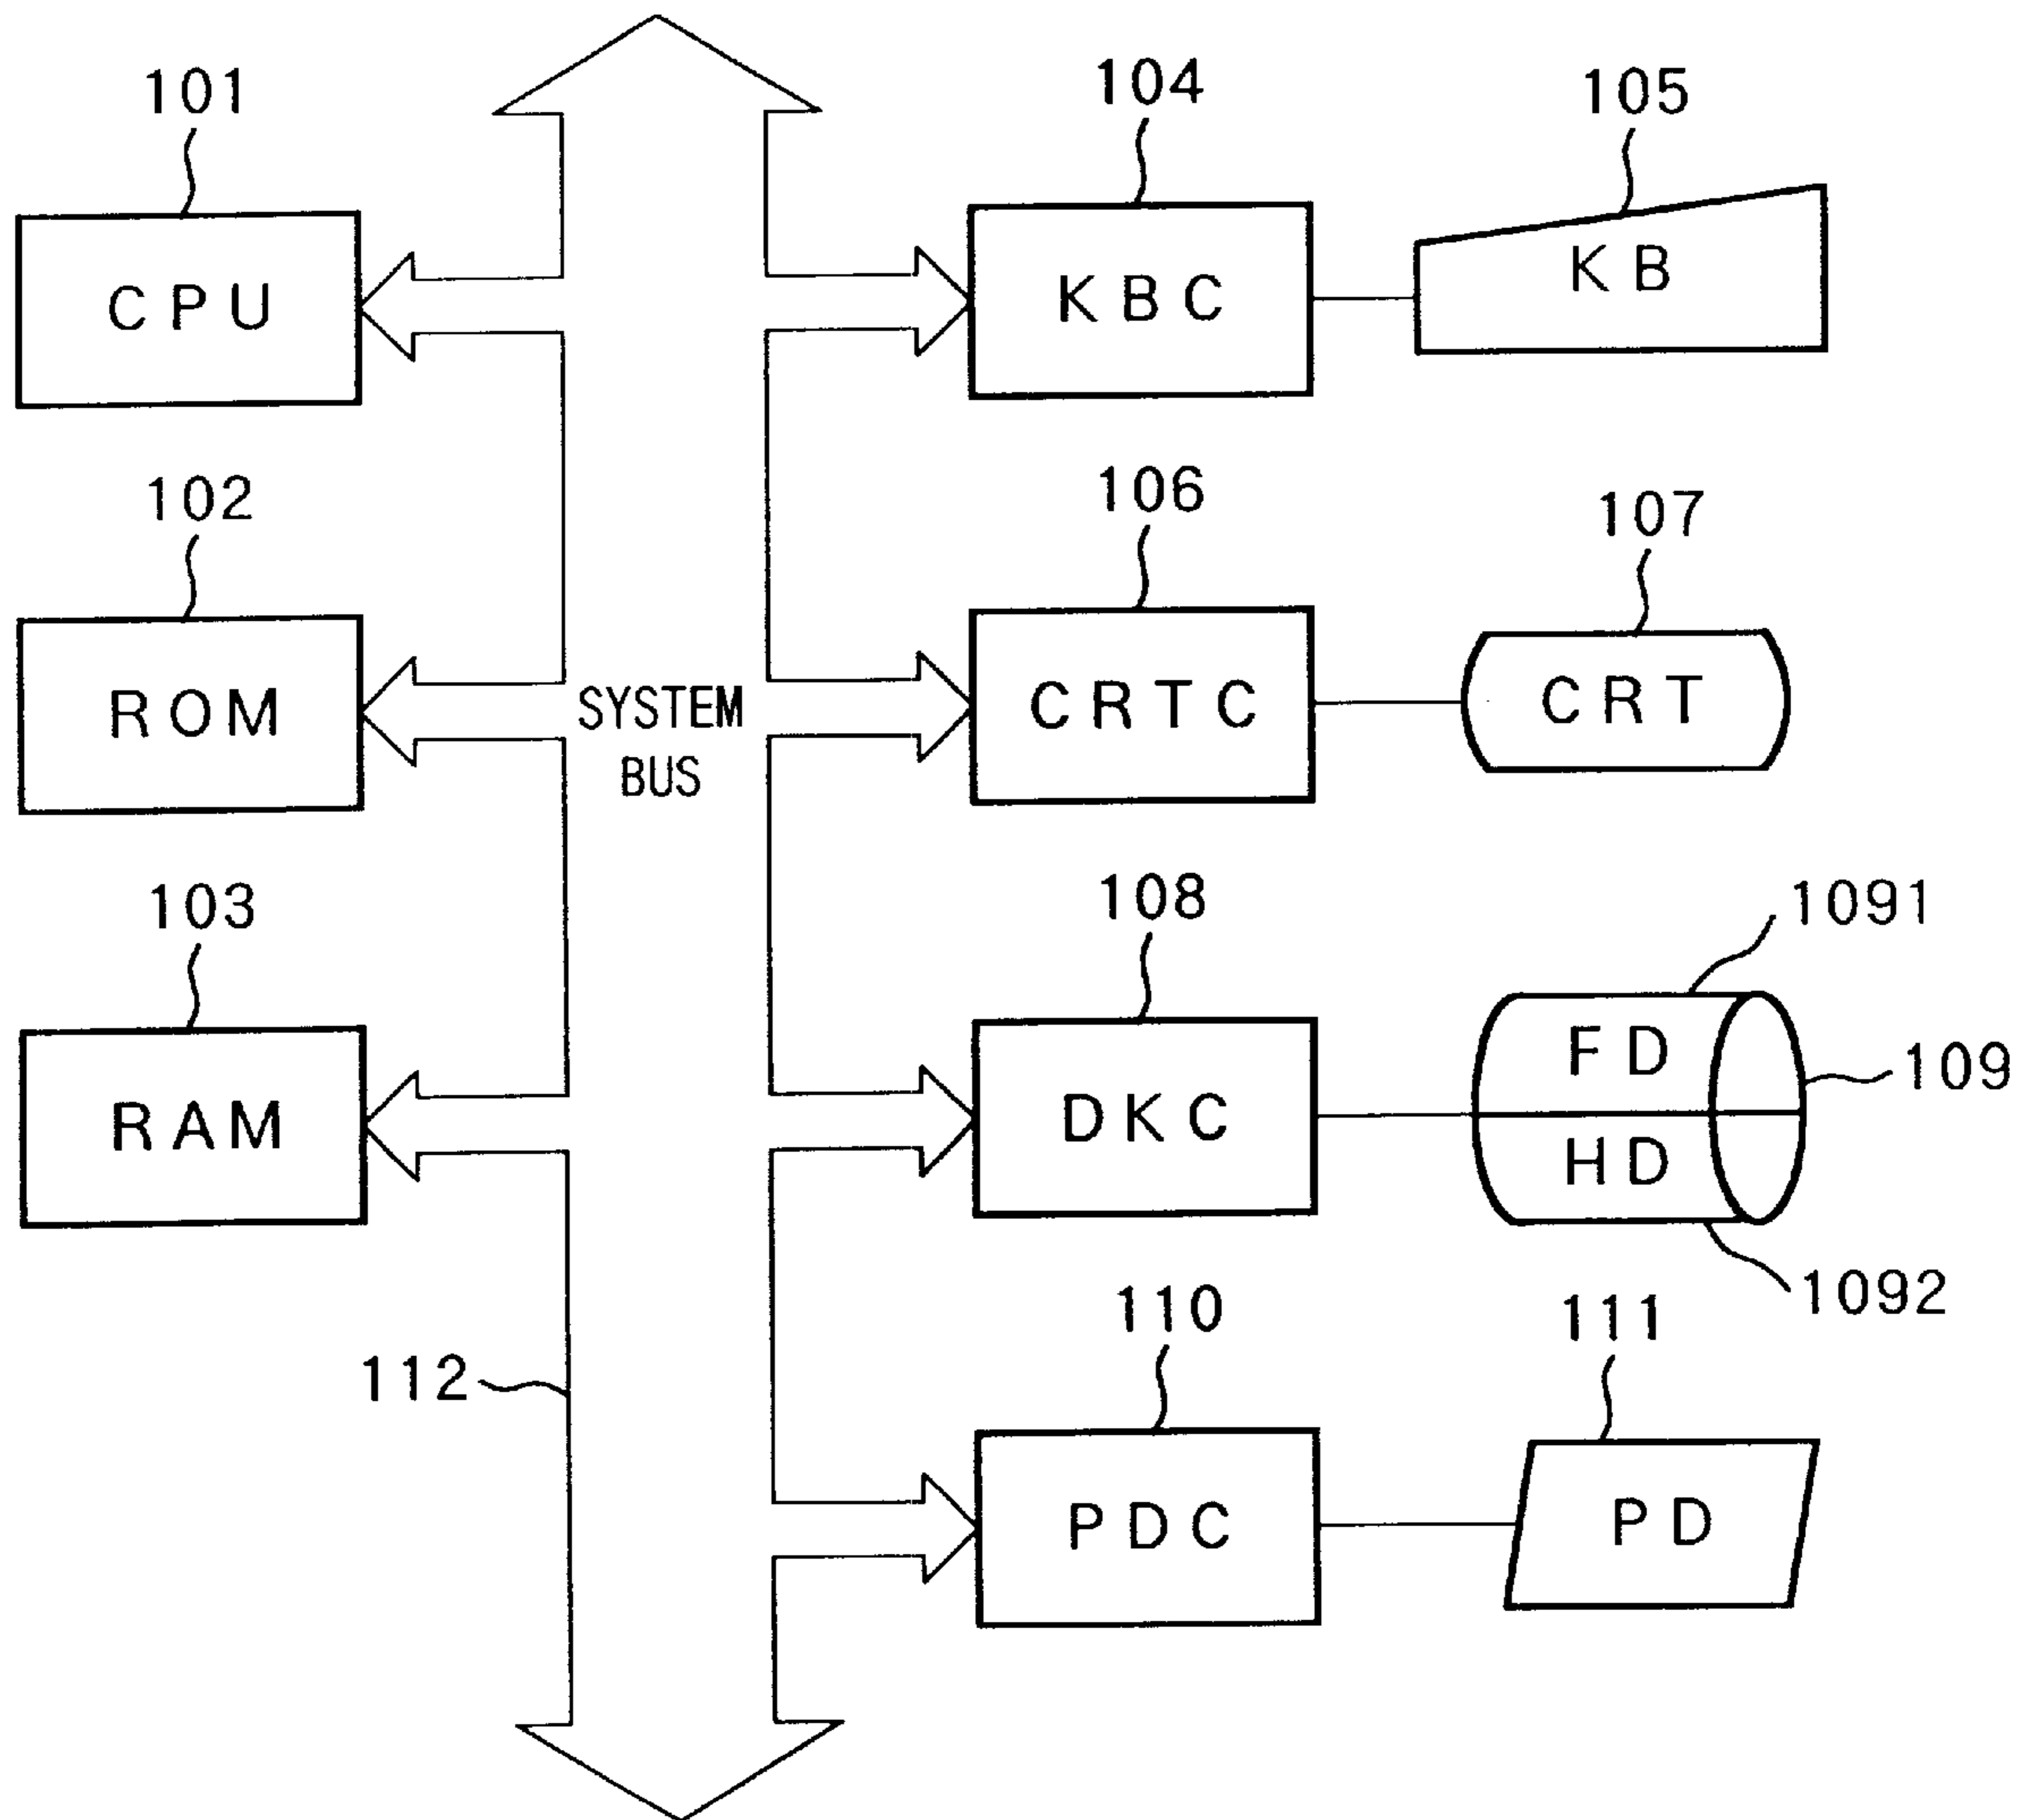 101
104
105
CPU
KBC
KB
102
106
107
ROM
SYSTEM
BUS
CRTC
CRT
103
108
1091
RAM
DKC
FD
109
HD
1092
112
110
111
PDC
PD